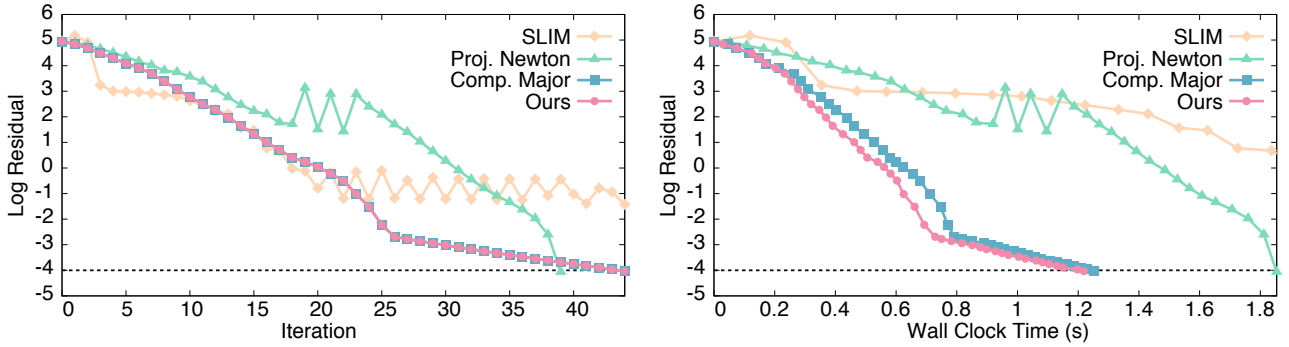 6
5
4
3
2
1
0
-1
-2
-3
-4
-5
0 5 10 15 20 25 30 35 40
Log Residual
Iteration
SLIM
Proj. Newton
Comp. Major
Ours
6
5
4
3
2
1
0
-1
-2
-3
-4
-5
0 0.2 0.4 0.6 0.8 1 1.2 1.4 1.6 1.8
Log Residual
Wall Clock Time (s)
SLIM
Proj. Newton
Comp. Major
Ours